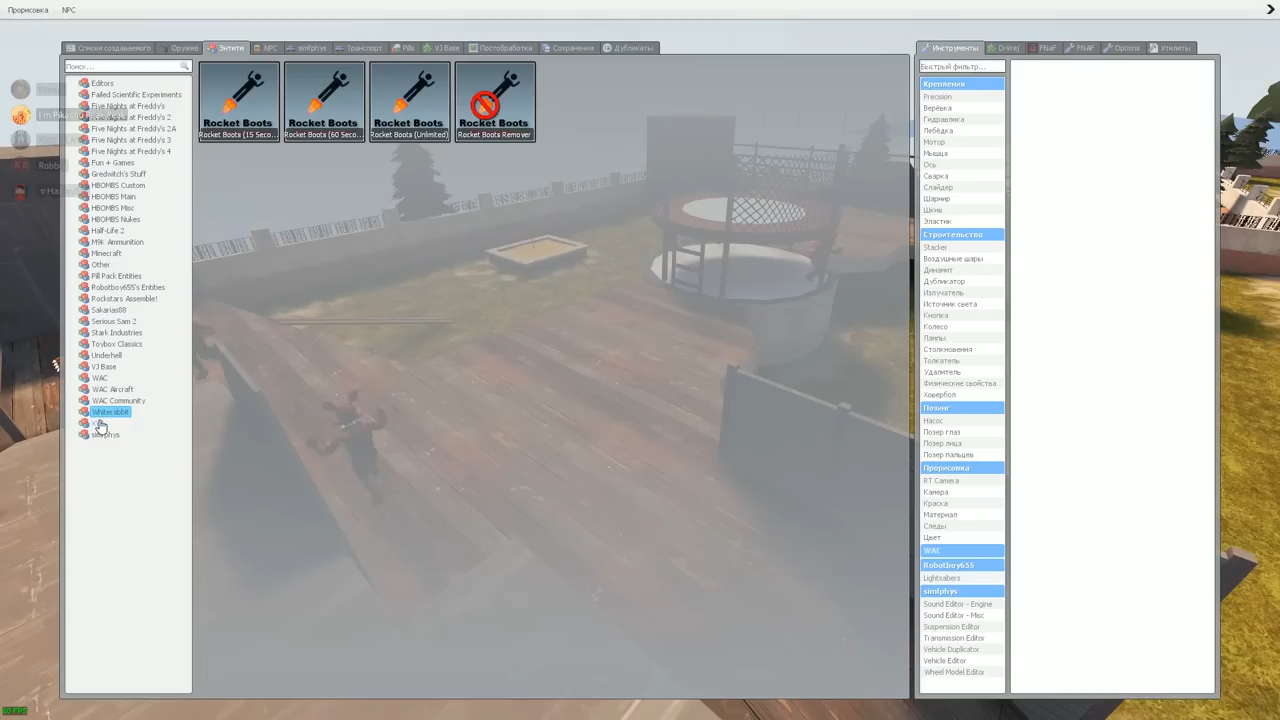 Прорисовка NPC
Списки создаваемого Оружие Энтити NPC simfphys Транспорт Pills VJ Base Постобработка Сохранения Дубликаты
Поиск...
Editors
Failed Scientific Experiments
Five Nights at Freddy's
Five Nights at Freddy's 2
Five Nights at Freddy's 2A
Five Nights at Freddy's 3
Five Nights at Freddy's 4
Fun + Games
Gredwitch's Stuff
HBOMBS Custom
HBOMBS Main
HBOMBS Misc
HBOMBS Nukes
Half-Life 2
M9K Ammunition
Minecraft
Other
Pill Pack Entities
Robotboy655's Entities
Rockstars Assemble!
Sakarias88
Serious Sam 2
Stark Industries
Toybox Classics
Underhell
VJ Base
WAC
WAC Aircraft
WAC Community
Whiterabbit
simfphys
Rocket Boots
Rocket Boots (15 Seco...
Rocket Boots
Rocket Boots (60 Seco...
Rocket Boots
Rocket Boots (Unlimited)
Rocket Boots
Rocket Boots Remover
Инструменты DrVrej PNaF FNAF Options Утилиты
Быстрый фильтр...
Крепления
Precision
Верёвка
Гидравлика
Лебёдка
Мотор
Мышца
Ось
Сварка
Слайдер
Шарнир
Шкив
Эластик
Строительство
Stacker
Воздушные шары
Динамит
Дубликатор
Излучатель
Источник света
Кнопка
Колесо
Лампы
Столкновения
Толкатель
Удалитель
Физические свойства
Ховербол
Позинг
Насос
Позер глаз
Позер лица
Позер пальцев
Прорисовка
RT Camera
Камера
Краска
Материал
Следы
Цвет
WAC
Robotboy655
Lightsabers
simfphys
Sound Editor - Engine
Sound Editor - Misc
Suspension Editor
Transmission Editor
Vehicle Duplicator
Vehicle Editor
Wheel Model Editor